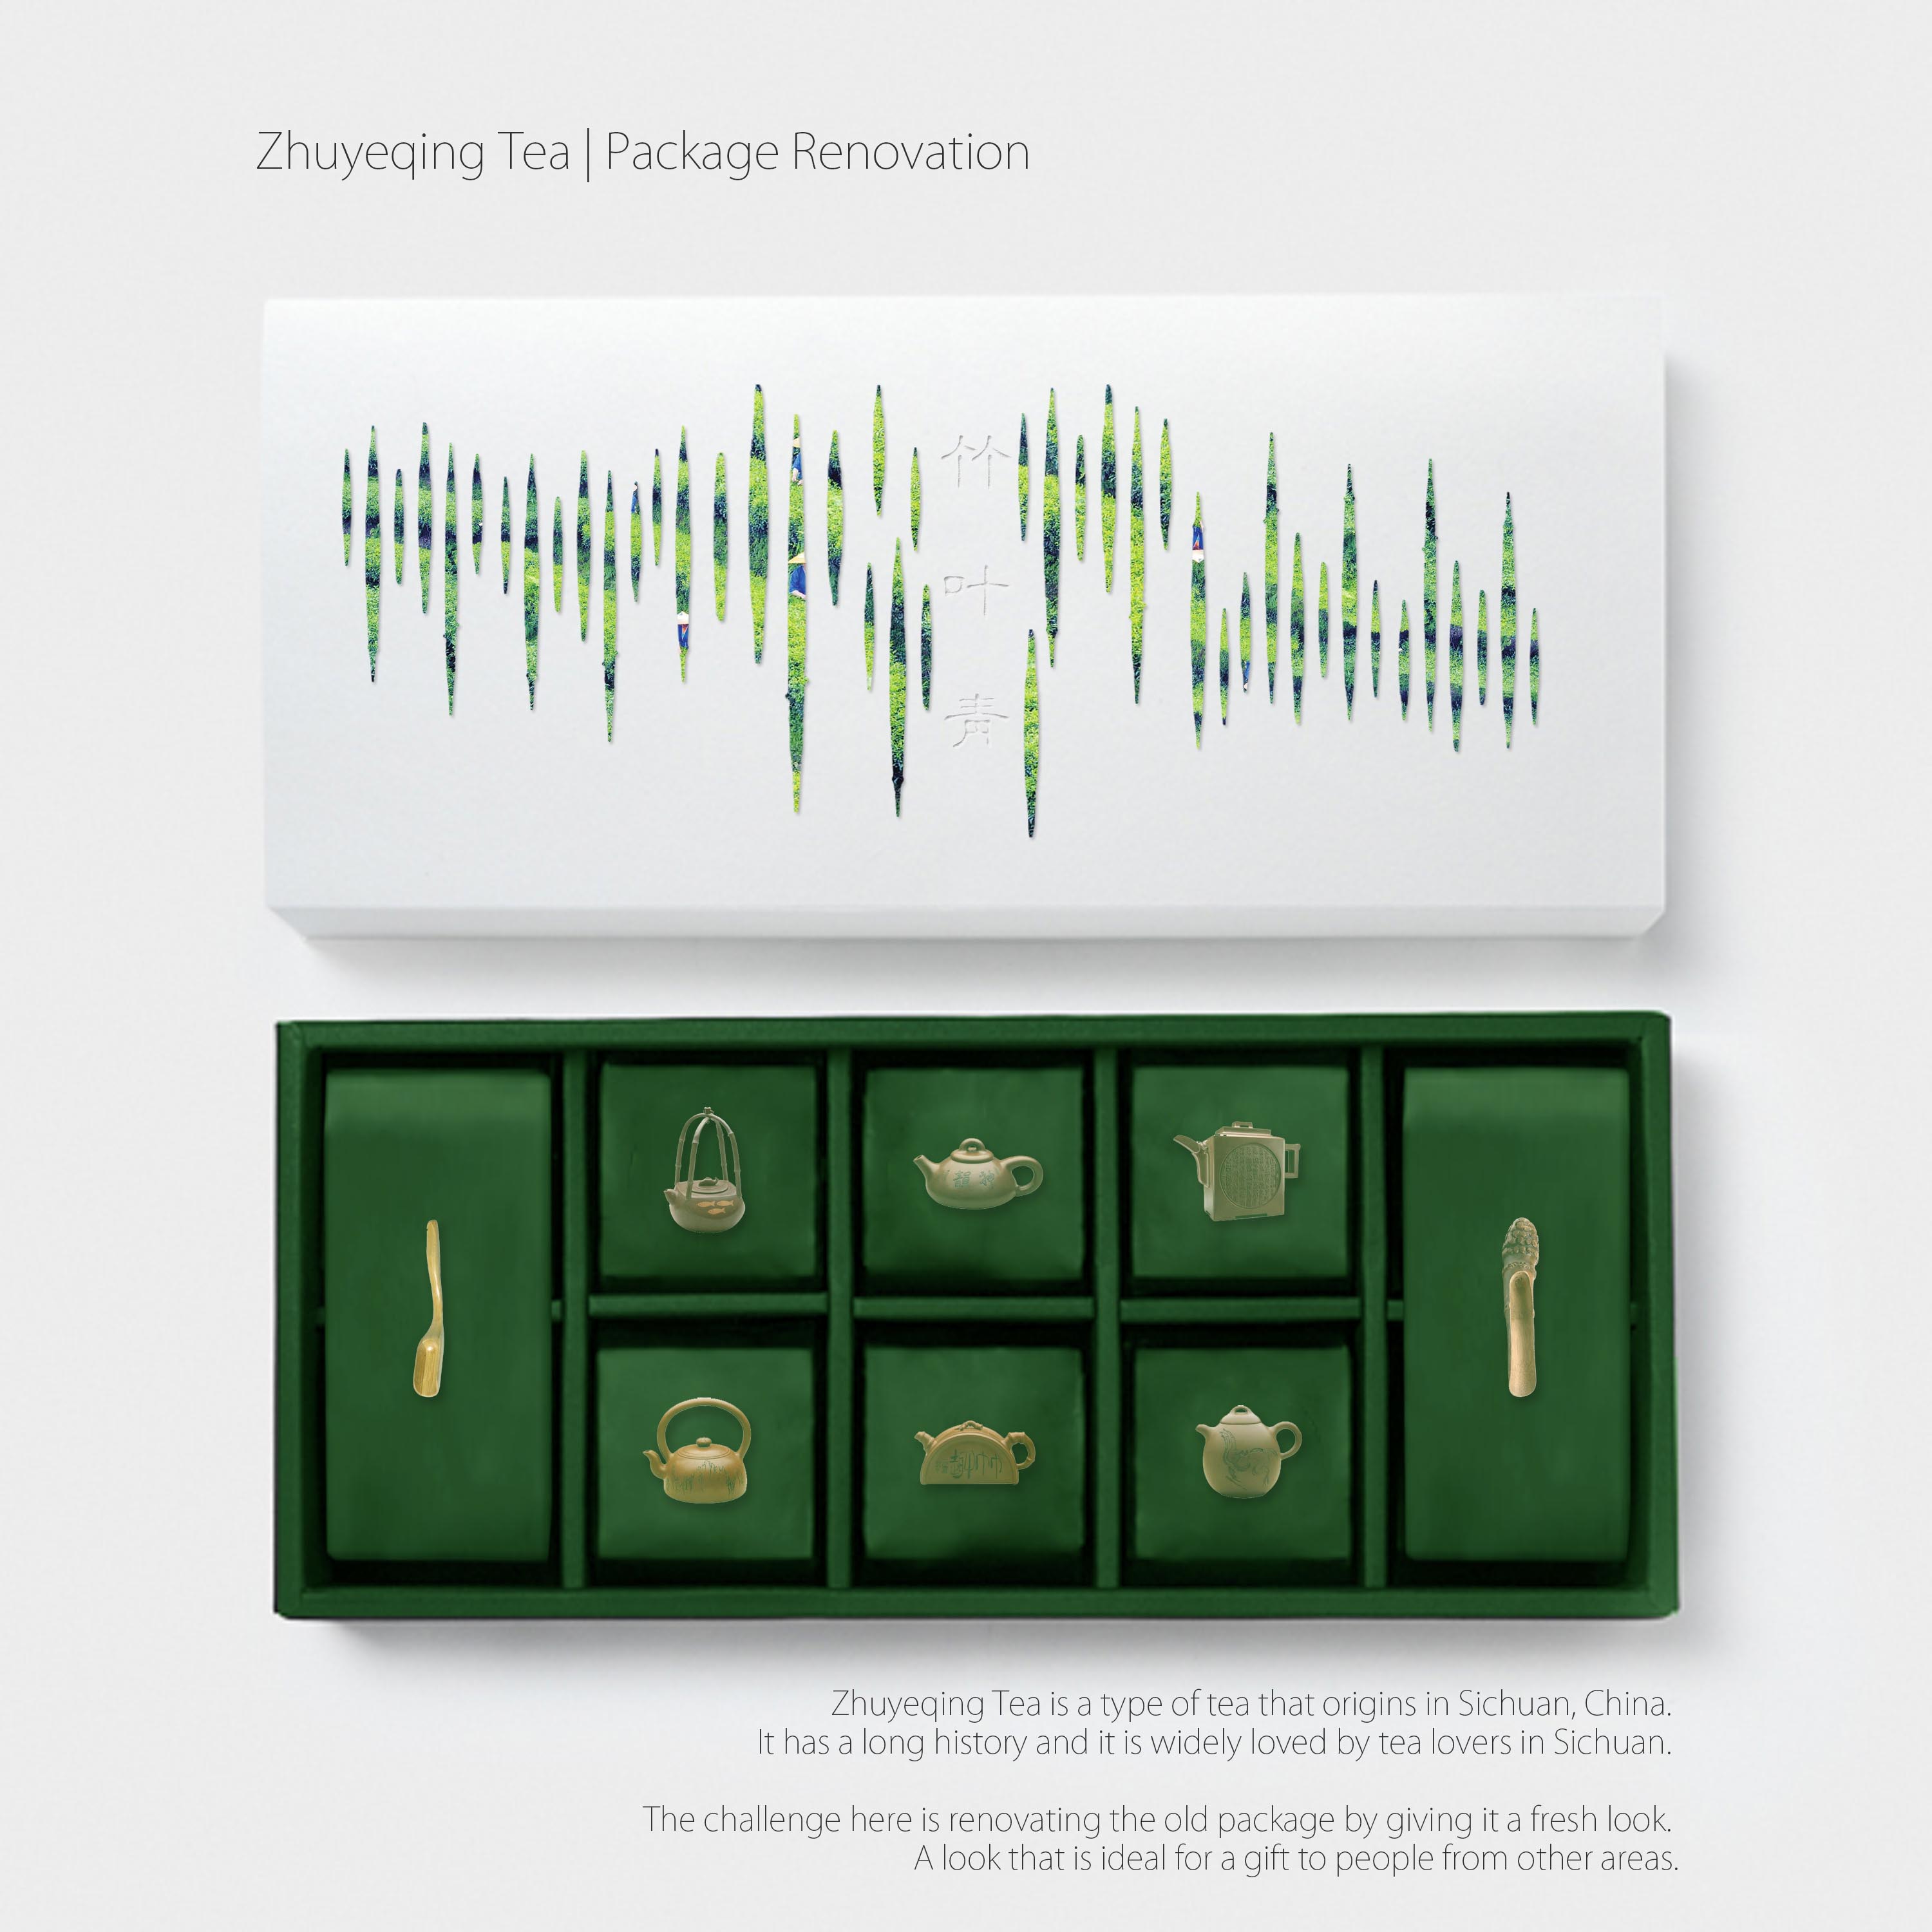 Zhuyeqing Tea | Package Renovation
竹
叶
青
Zhuyeqing Tea is a type of tea that origins in Sichuan, China.
It has a long history and it is widely loved by tea lovers in Sichuan.
The challenge here is renovating the old package by giving it a fresh look.
A look that is ideal for a gift to people from other areas.